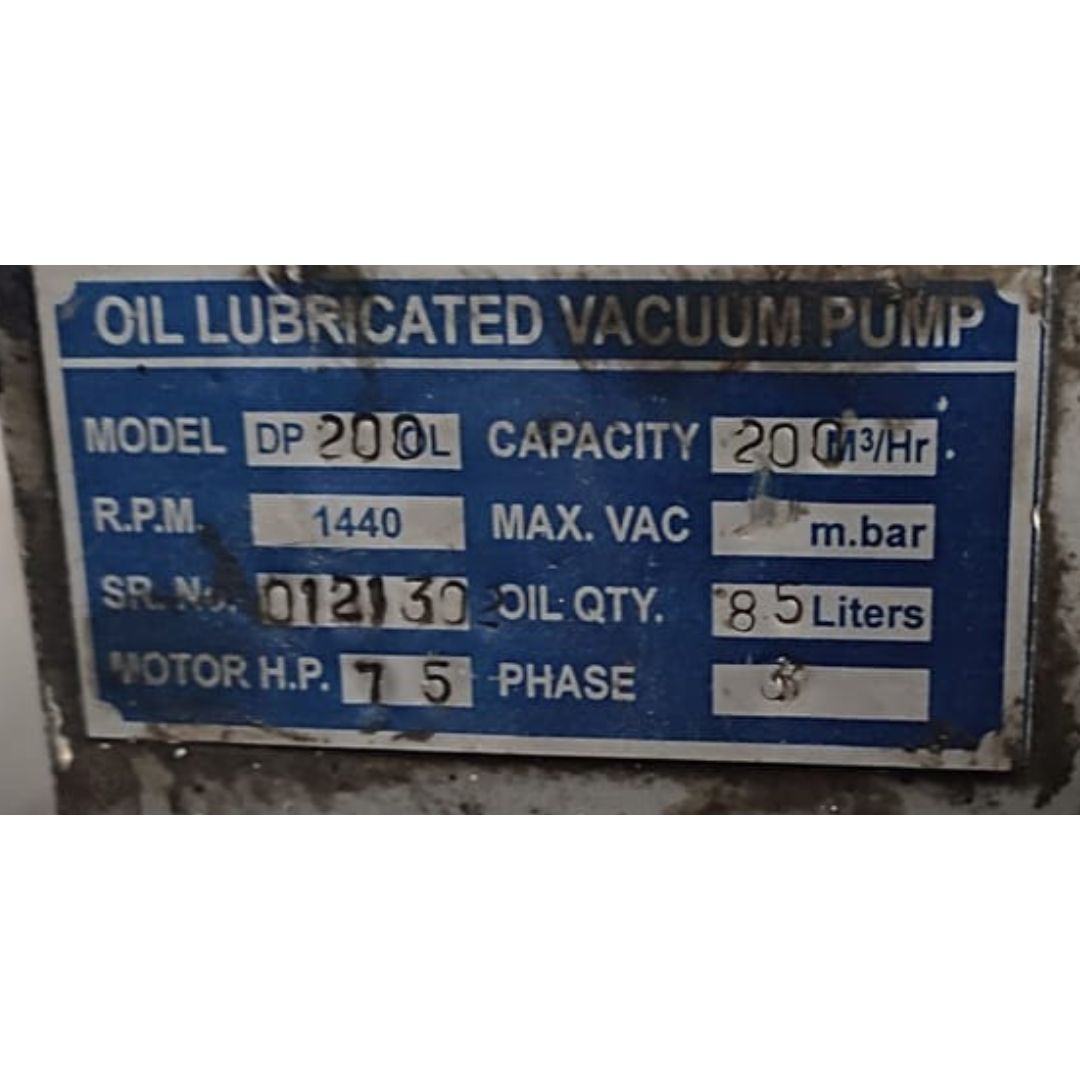 OIL LUBRICATED VACUUM PUMP
MODEL DP 200 OL CAPACITY 200 M³/Hr
R.P.M. 1440 MAX. VAC m.bar
SR. No. 0121302 OIL QTY. 8.5 Liters
MOTOR H.P. 7 5 PHASE 3